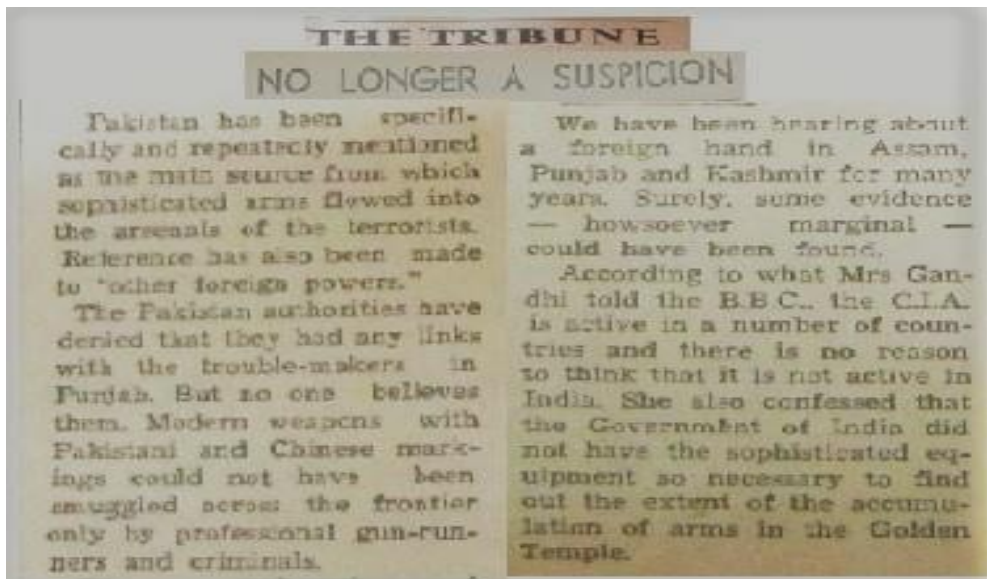 THE TRIBUNE
NO LONGER A SUSPICION
Pakistan has been specifi-
cally and repeatedly mentioned
as the main source from which
sophisticated arms flowed into
the arsenals of the terrorists.
Reference has also been made
to "other foreign powers."
The Pakistan authorities have
denied that they had any links
with the trouble-makers in
Punjab. But no one believes
them. Modern weapons with
Pakistani and Chinese mark-
ings could not have been
smuggled across the frontier
only by professional gun-run-
ners and criminals.
We have been hearing about
a foreign hand in Assam,
Punjab and Kashmir for many
years. Surely, some evidence
— howsoever marginal —
could have been found.
According to what Mrs Gan-
dhi told the B.B.C., the C.I.A.
is active in a number of coun-
tries and there is no reason
to think that it is not active in
India. She also confessed that
the Government of India did
not have the sophisticated eq-
uipment so necessary to find
out the extent of the accumu-
lation of arms in the Golden
Temple.